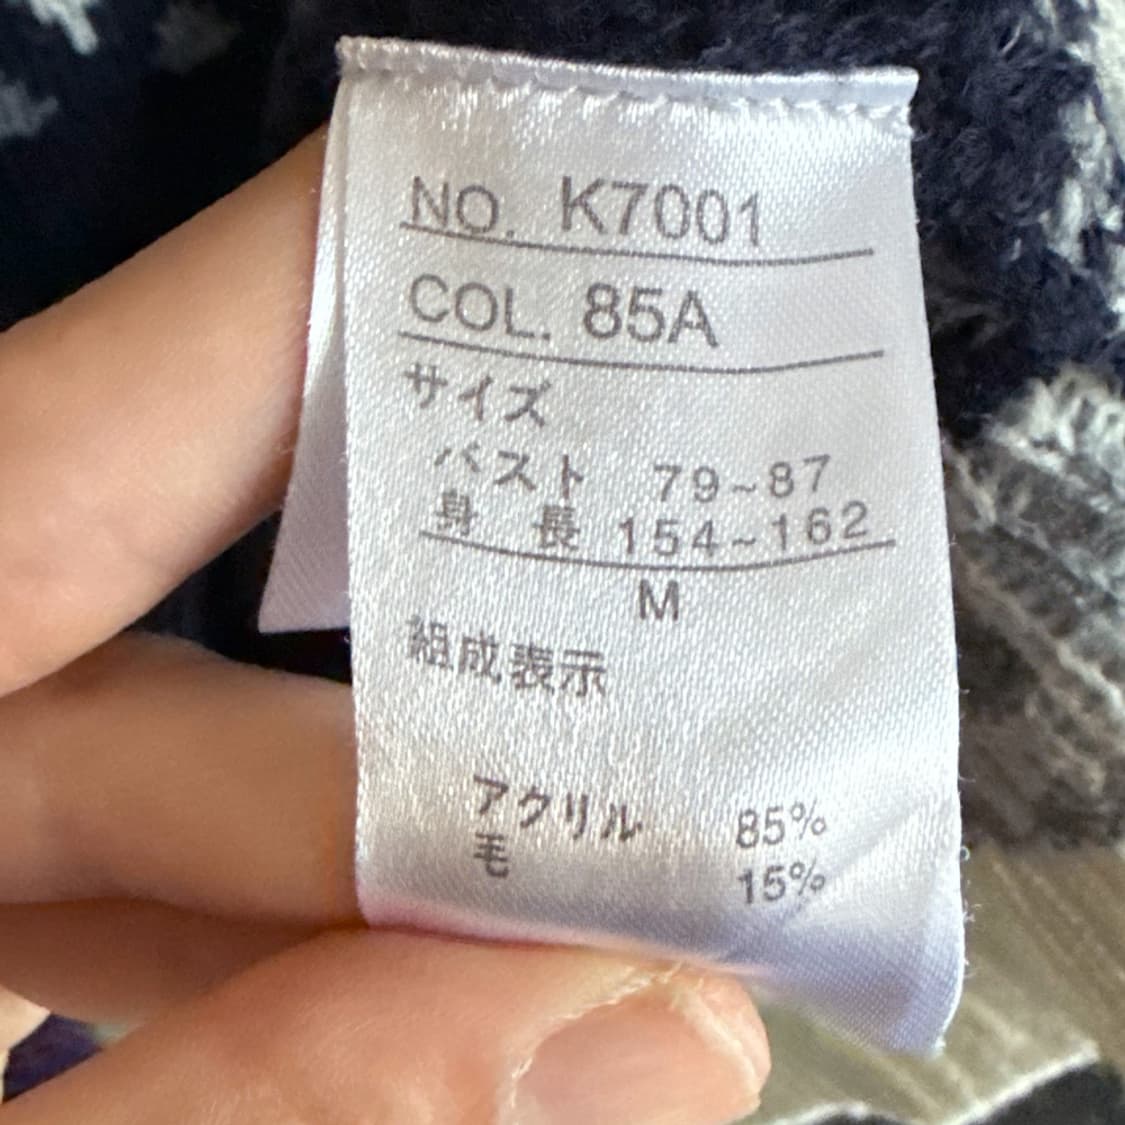 NO. K7001
COL. 85A
サイズ
バスト 79~87
身 長 154~162
M
組成表示
アクリル 85%
毛 15%